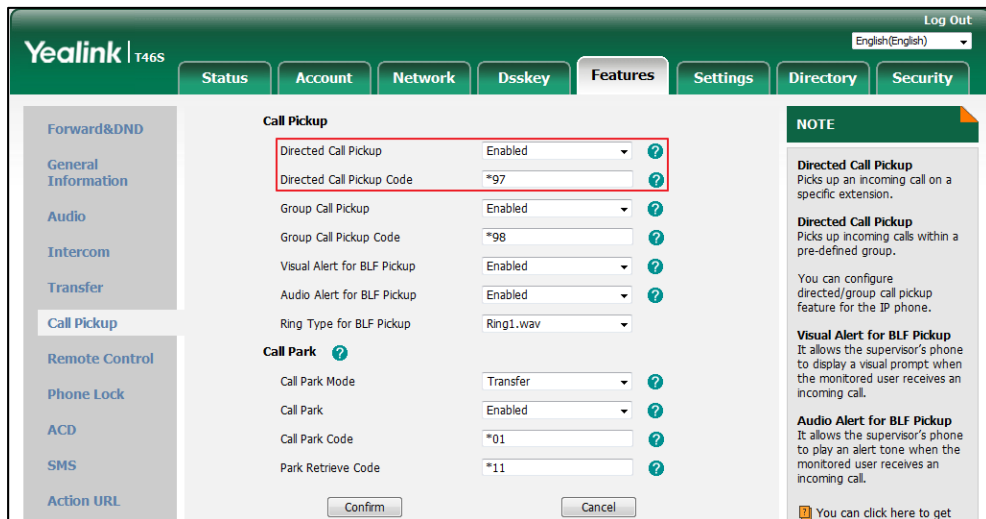 Log Out
Yealink | T46S
English(English)
Status Account Network Dsskey Features Settings Directory Security
Forward&DND
General
Information
Audio
Intercom
Transfer
Call Pickup
Remote Control
Phone Lock
ACD
SMS
Action URL
Call Pickup
Directed Call Pickup Enabled ?
Directed Call Pickup Code *97 ?
Group Call Pickup Enabled ?
Group Call Pickup Code *98 ?
Visual Alert for BLF Pickup Enabled ?
Audio Alert for BLF Pickup Enabled ?
Ring Type for BLF Pickup Ring1.wav
Call Park ?
Call Park Mode Transfer ?
Call Park Enabled ?
Call Park Code *01 ?
Park Retrieve Code *11 ?
Confirm Cancel
NOTE
Directed Call Pickup
Picks up an incoming call on a
specific extension.
Directed Call Pickup
Picks up incoming calls within a
pre-defined group.
You can configure
directed/group call pickup
feature for the IP phone.
Visual Alert for BLF Pickup
It allows the supervisor's phone
to display a visual prompt when
the monitored user receives an
incoming call.
Audio Alert for BLF Pickup
It allows the supervisor's phone
to play an alert tone when the
monitored user receives an
incoming call.
? You can click here to get